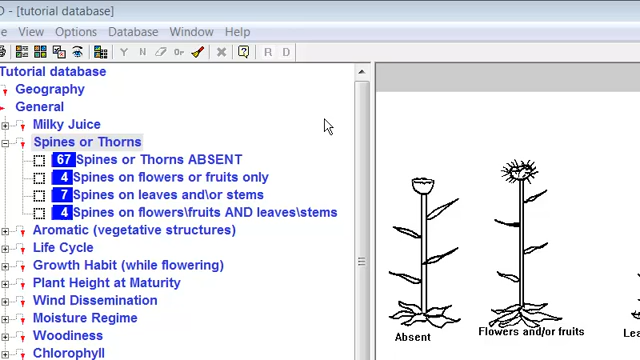 D - [tutorial database]
e View Options Database Window Help
Y N Or R D
Tutorial database
Geography
General
Milky Juice
Spines or Thorns
67 Spines or Thorns ABSENT
4 Spines on flowers or fruits only
7 Spines on leaves and\or stems
4 Spines on flowers\fruits AND leaves\stems
Aromatic (vegetative structures)
Life Cycle
Growth Habit (while flowering)
Plant Height at Maturity
Wind Dissemination
Moisture Regime
Woodiness
Chlorophyll
Absent
Flowers and/or fruits
Lea